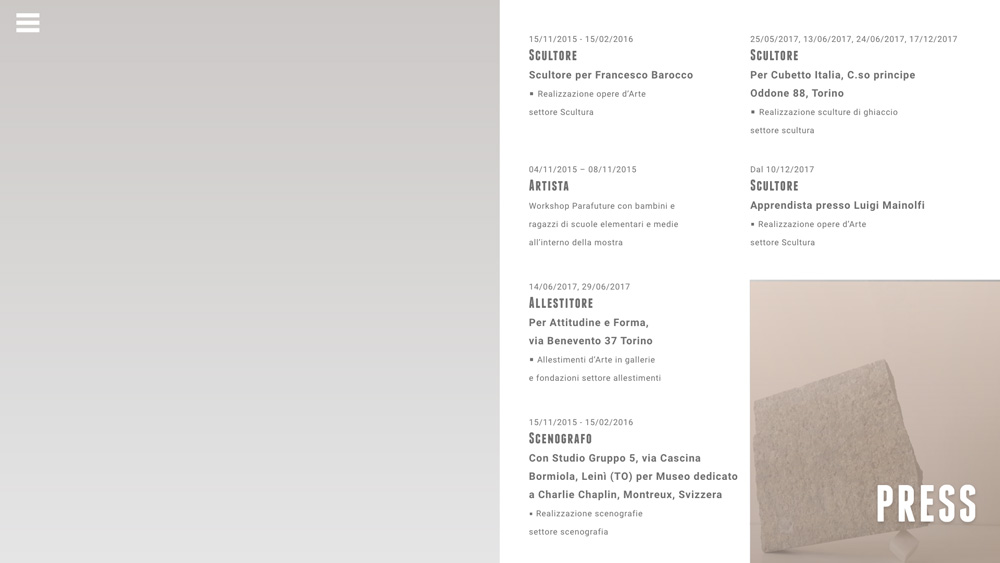 15/11/2015 - 15/02/2016
Scultore
Scultore per Francesco Barocco
▪ Realizzazione opere d'Arte
settore Scultura
04/11/2015 – 08/11/2015
Artista
Workshop Parafuture con bambini e
ragazzi di scuole elementari e medie
all'interno della mostra
14/06/2017, 29/06/2017
Allestitore
Per Attitudine e Forma,
via Benevento 37 Torino
▪ Allestimenti d'Arte in gallerie
e fondazioni settore allestimenti
15/11/2015 - 15/02/2016
Scenografo
Con Studio Gruppo 5, via Cascina
Bormiola, Leinì (TO) per Museo dedicato
a Charlie Chaplin, Montreux, Svizzera
• Realizzazione scenografie
settore scenografia
25/05/2017, 13/06/2017, 24/06/2017, 17/12/2017
Scultore
Per Cubetto Italia, C.so principe
Oddone 88, Torino
▪ Realizzazione sculture di ghiaccio
settore scultura
Dal 10/12/2017
Scultore
Apprendista presso Luigi Mainolfi
▪ Realizzazione opere d'Arte
settore Scultura
PRESS